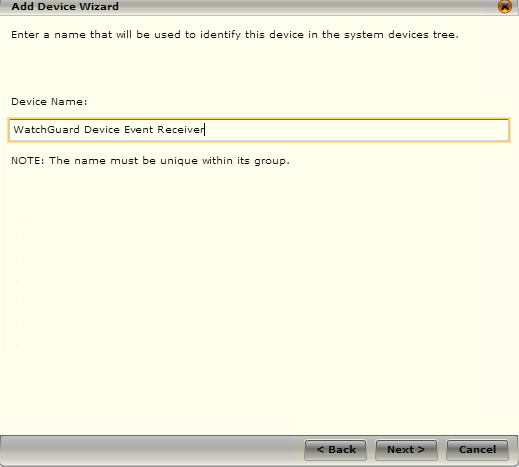 Add Device Wizard
Enter a name that will be used to identify this device in the system devices tree.
Device Name:
WatchGuard Device Event Receiver
NOTE: The name must be unique within its group.
< Back Next > Cancel